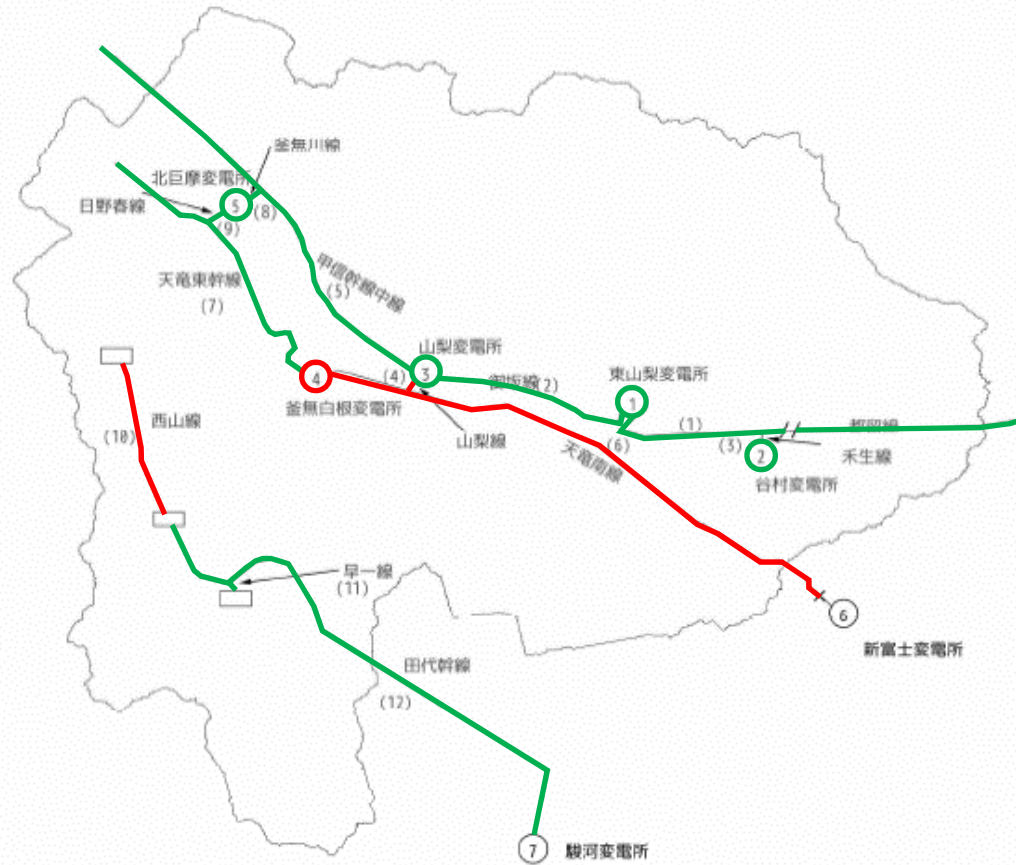 釜無川線
北巨摩変電所
日野春線
5
(8)
(9)
天竜東幹線
(7)
甲信幹線中線
(5)
山梨変電所
3
(4)
4
釜無白根変電所
御坂線(2)
東山梨変電所
1
山梨線
(6)
天竜南線
(1)
(3)
都留線
禾生線
2
谷村変電所
西山線
(10)
早一線
(11)
6
新富士変電所
田代幹線
(12)
7
駿河変電所